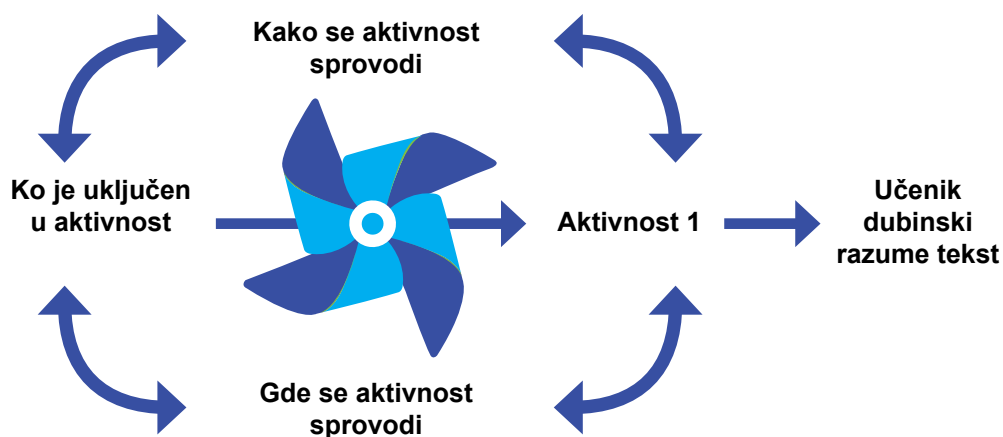 Kako se aktivnost
sprovodi
Ko je uključen
u aktivnost
Aktivnost 1
Učenik
dubinski
razume tekst
Gde se aktivnost
sprovodi